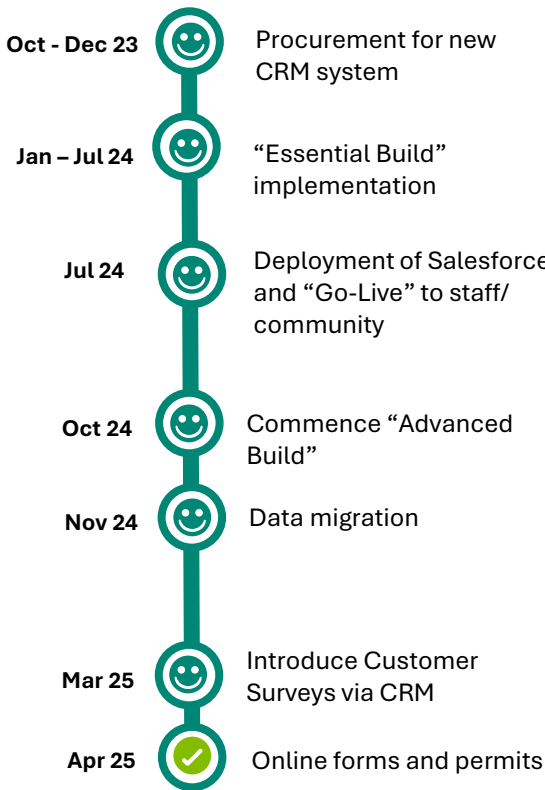 Oct - Dec 23
Procurement for new
CRM system
Jan – Jul 24
“Essential Build”
implementation
Jul 24
Deployment of Salesforce
and “Go-Live” to staff/
community
Oct 24
Commence “Advanced
Build”
Nov 24
Data migration
Mar 25
Introduce Customer
Surveys via CRM
Apr 25
Online forms and permits